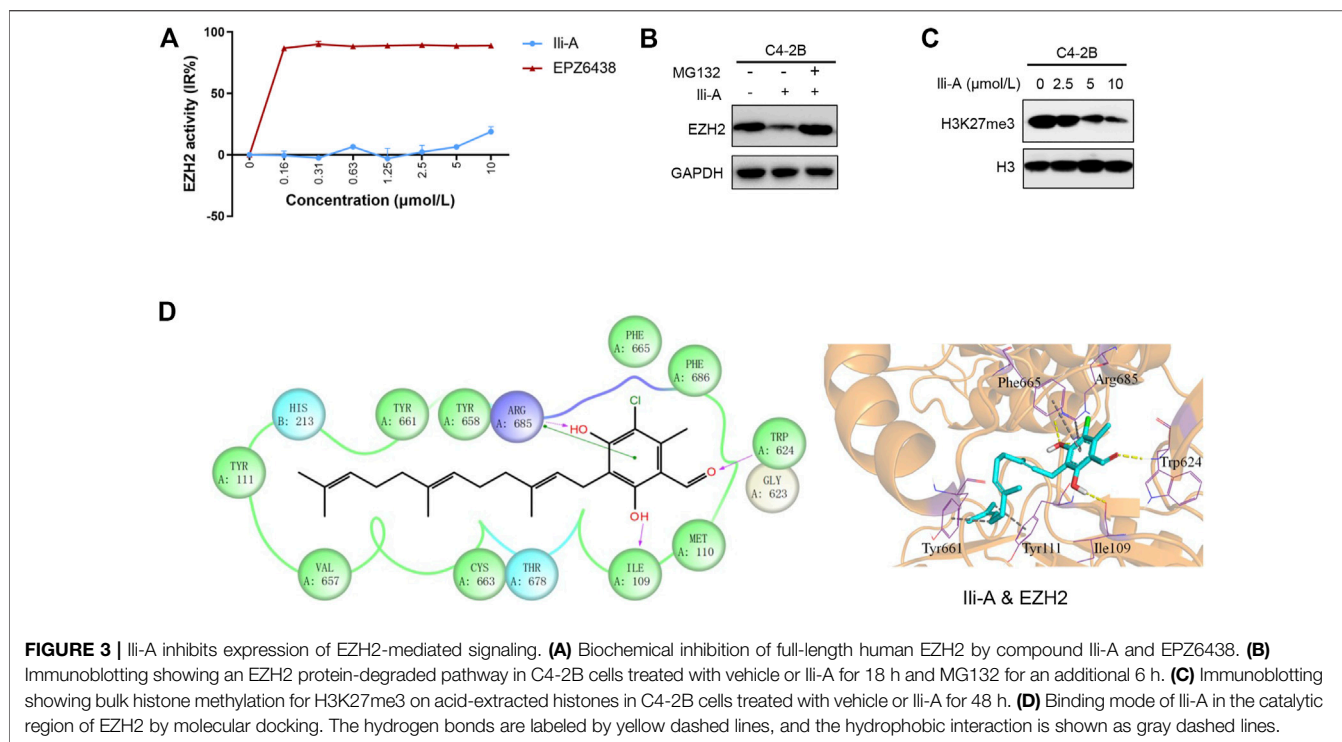 A
EZH2 activity (IR%)
100
50
0
-50
0
0.16
0.31
0.63
1.25
2.5
5
10
Concentration (μmol/L)
Ili-A
EPZ6438
B
C4-2B
MG132 - - +
Ili-A - + +
EZH2
GAPDH
C
C4-2B
Ili-A (μmol/L) 0 2.5 5 10
H3K27me3
H3
D
PHE
A: 665
PHE
A: 686
HIS
B: 213
TYR
A: 661
TYR
A: 658
ARG
A: 685
TYR
A: 111
TRP
A: 624
GLY
A: 623
MET
A: 110
VAL
A: 657
CYS
A: 663
THR
A: 678
ILE
A: 109
Cl
HO
O
OH
Phe665
Arg685
Trp624
Tyr661
Tyr111
Ile109
Ili-A & EZH2
FIGURE 3 | Ili-A inhibits expression of EZH2-mediated signaling. (A) Biochemical inhibition of full-length human EZH2 by compound Ili-A and EPZ6438. (B)
Immunoblotting showing an EZH2 protein-degraded pathway in C4-2B cells treated with vehicle or Ili-A for 18 h and MG132 for an additional 6 h. (C) Immunoblotting
showing bulk histone methylation for H3K27me3 on acid-extracted histones in C4-2B cells treated with vehicle or Ili-A for 48 h. (D) Binding mode of Ili-A in the catalytic
region of EZH2 by molecular docking. The hydrogen bonds are labeled by yellow dashed lines, and the hydrophobic interaction is shown as gray dashed lines.